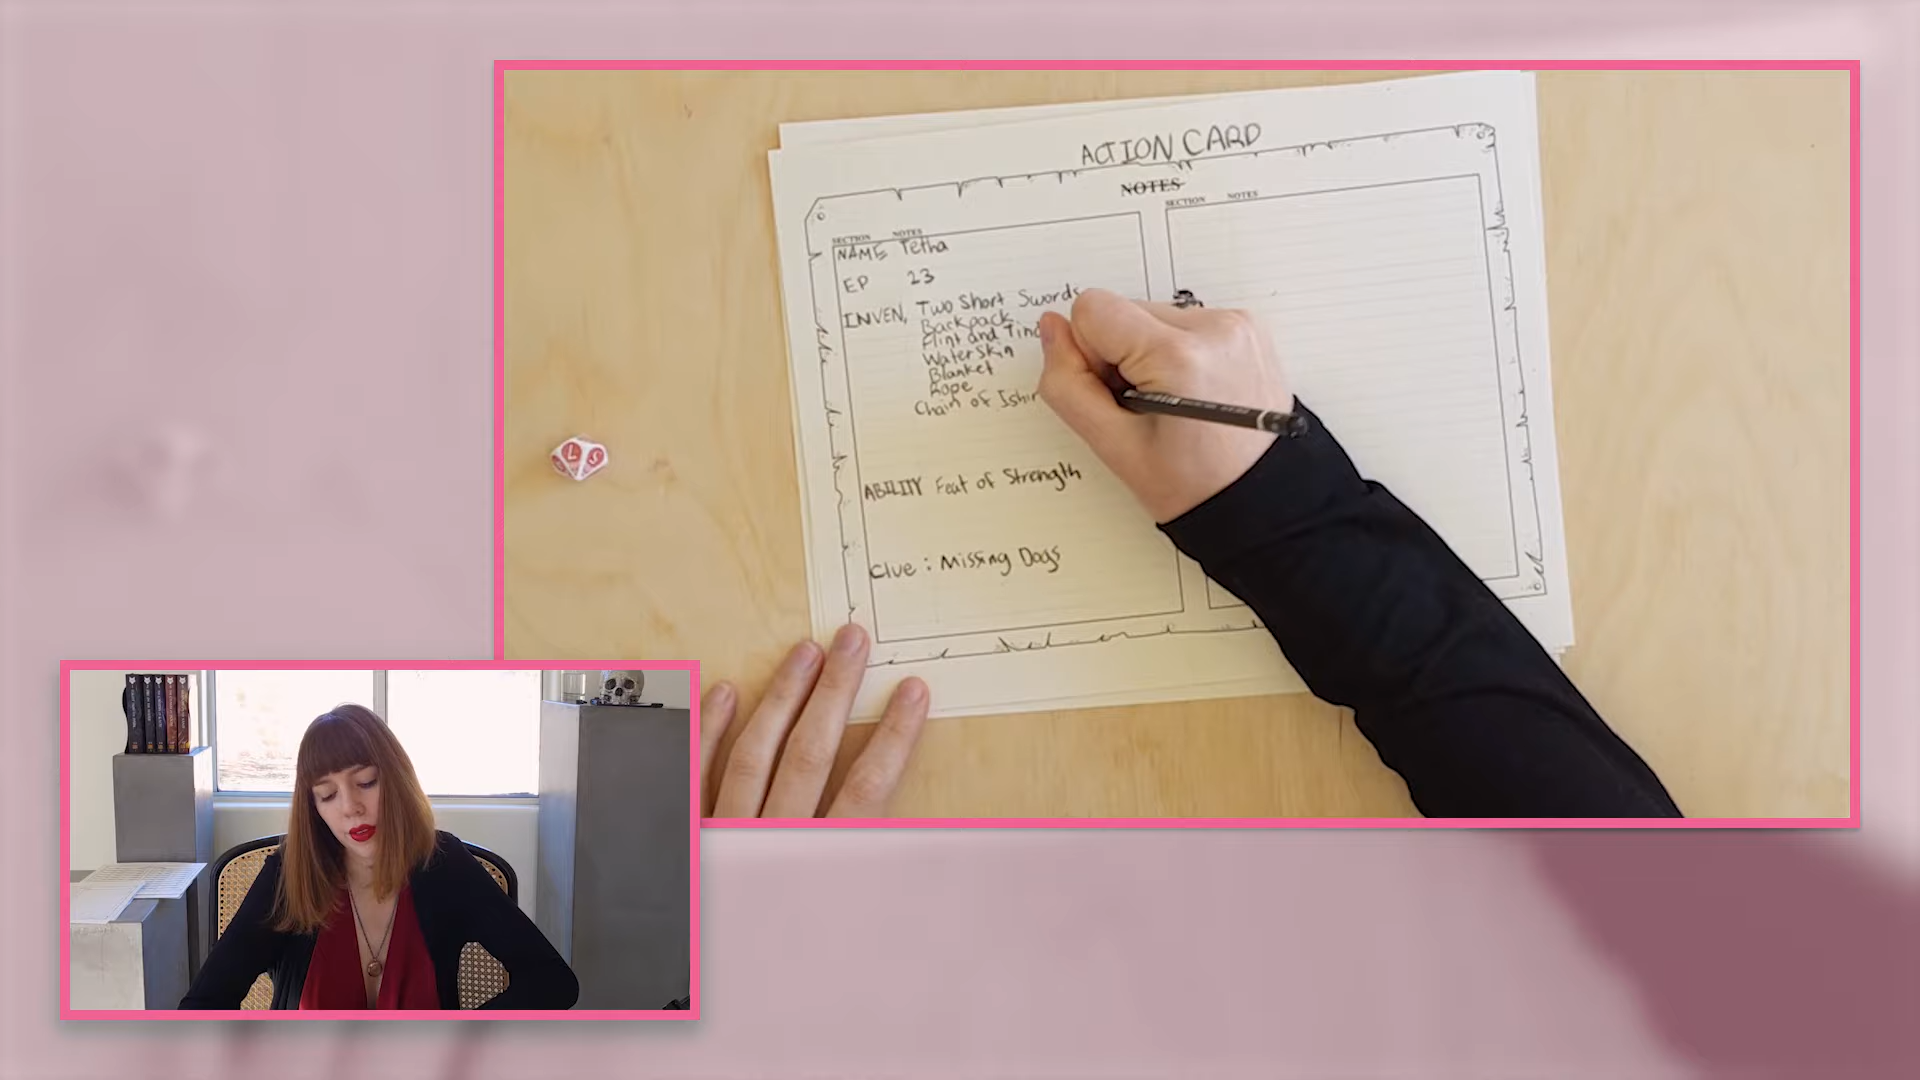 ACTION CARD
NOTES
SECTION NOTES
NAME Tetha
EP 23
INVEN, Two Short Swords
Backpack
Flint and Tind
Water Skin
Blanket
Rope
Chain of Ishir
ABILITY Feat of Strength
Clue : Missing Dogs
SECTION NOTES
L S